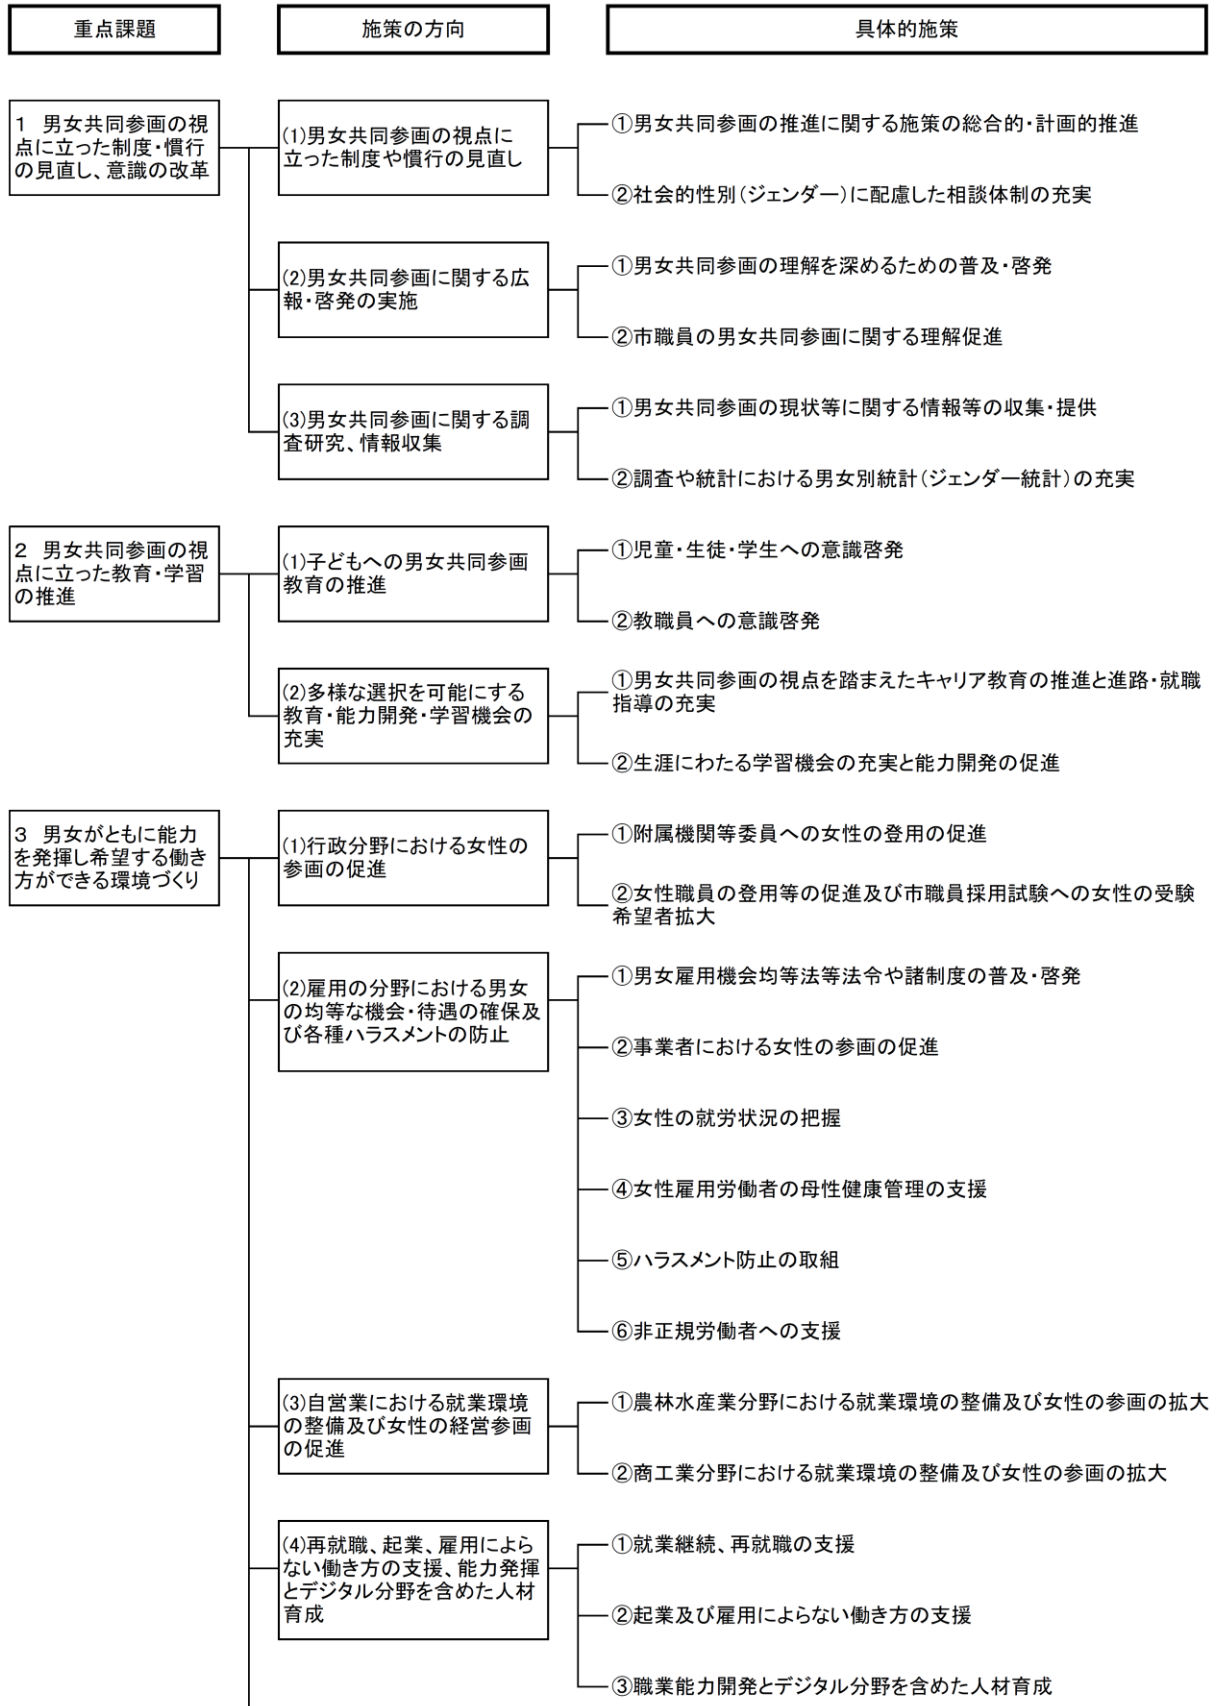 重点課題
施策の方向
具体的施策
1 男女共同参画の視
点に立った制度・慣行
の見直し、意識の改革
(1)男女共同参画の視点に
立った制度や慣行の見直し
①男女共同参画の推進に関する施策の総合的・計画的推進
②社会的性別(ジェンダー)に配慮した相談体制の充実
(2)男女共同参画に関する広
報・啓発の実施
①男女共同参画の理解を深めるための普及・啓発
②市職員の男女共同参画に関する理解促進
(3)男女共同参画に関する調
査研究、情報収集
①男女共同参画の現状等に関する情報等の収集・提供
②調査や統計における男女別統計(ジェンダー統計)の充実
2 男女共同参画の視
点に立った教育・学習
の推進
(1)子どもへの男女共同参画
教育の推進
①児童・生徒・学生への意識啓発
②教職員への意識啓発
(2)多様な選択を可能にする
教育・能力開発・学習機会の
充実
①男女共同参画の視点を踏まえたキャリア教育の推進と進路・就職
指導の充実
②生涯にわたる学習機会の充実と能力開発の促進
3 男女がともに能力
を発揮し希望する働き
方ができる環境づくり
(1)行政分野における女性の
参画の促進
①附属機関等委員への女性の登用の促進
②女性職員の登用等の促進及び市職員採用試験への女性の受験
希望者拡大
(2)雇用の分野における男女
の均等な機会・待遇の確保及
び各種ハラスメントの防止
①男女雇用機会均等法等法令や諸制度の普及・啓発
②事業者における女性の参画の促進
③女性の就労状況の把握
④女性雇用労働者の母性健康管理の支援
⑤ハラスメント防止の取組
⑥非正規労働者への支援
(3)自営業における就業環境
の整備及び女性の経営参画
の促進
①農林水産業分野における就業環境の整備及び女性の参画の拡大
②商工業分野における就業環境の整備及び女性の参画の拡大
(4)再就職、起業、雇用によら
ない働き方の支援、能力発揮
とデジタル分野を含めた人材
育成
①就業継続、再就職の支援
②起業及び雇用によらない働き方の支援
③職業能力開発とデジタル分野を含めた人材育成